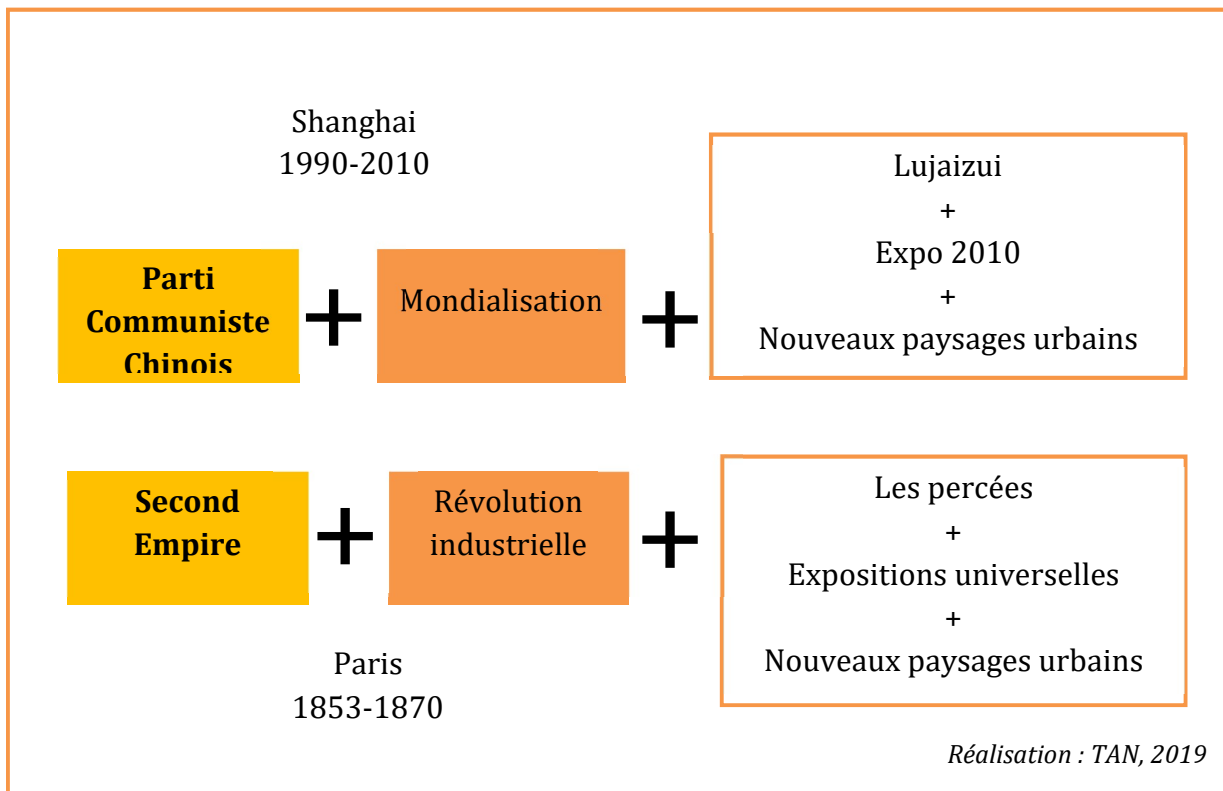 Shanghai
1990-2010
Parti
Communiste
Chinois
+
Mondialisation
+
Lujaizui
+
Expo 2010
+
Nouveaux paysages urbains
Second
Empire
+
Révolution
industrielle
+
Les percées
+
Expositions universelles
+
Nouveaux paysages urbains
Paris
1853-1870
Réalisation : TAN, 2019